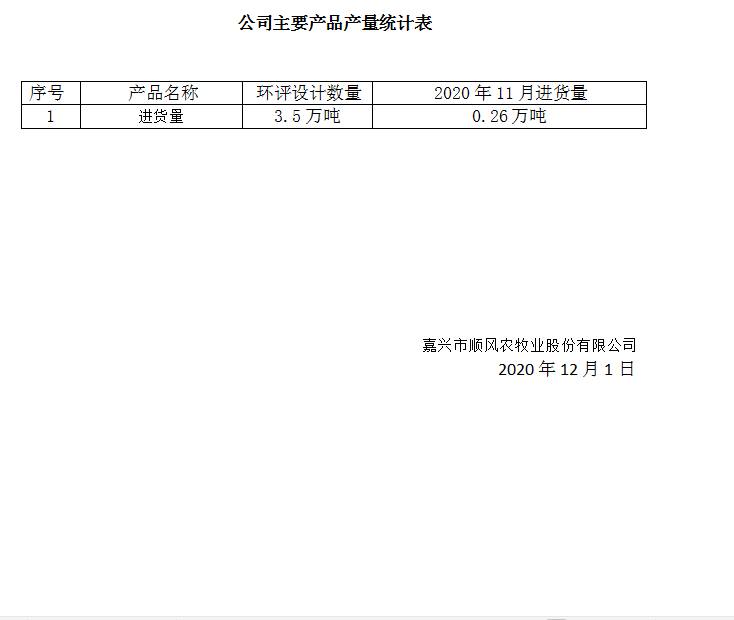 公司主要产品产量统计表
序号 产品名称 环评设计数量 2020 年 11 月进货量
1 进货量 3.5 万吨 0.26 万吨
嘉兴市顺风农牧业股份有限公司
2020 年 12 月 1 日